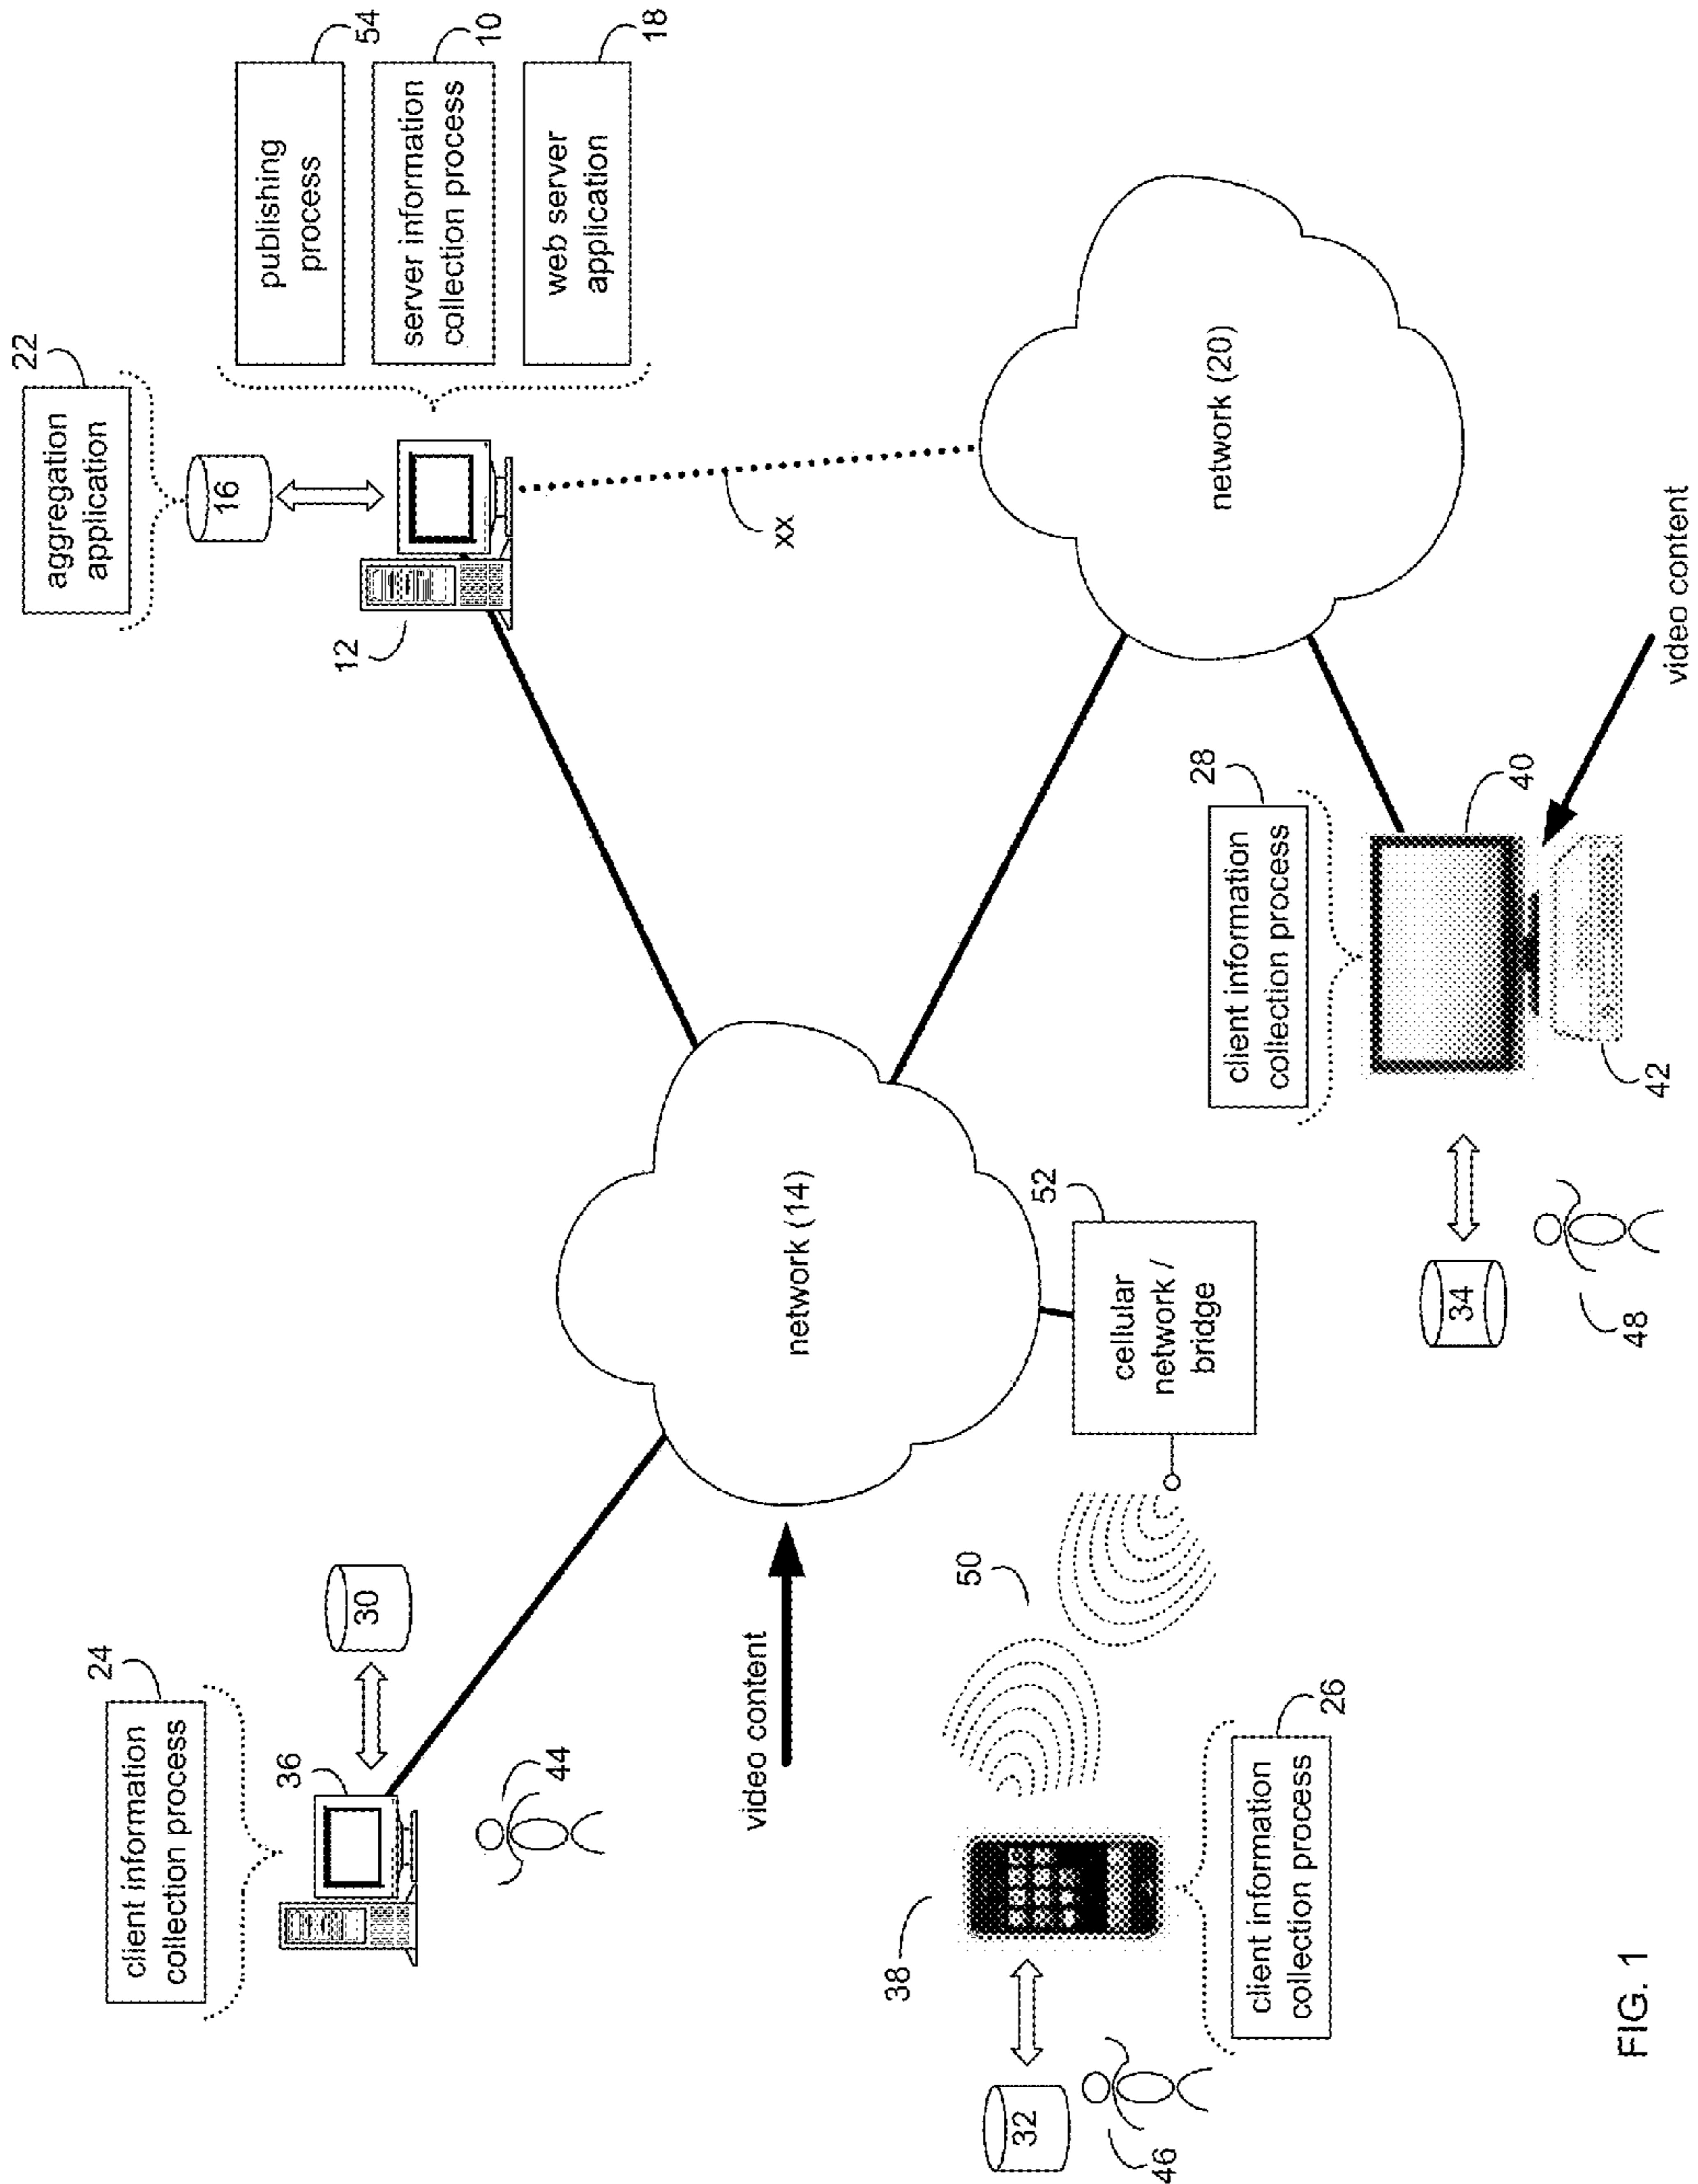 aggregation
application
22
16
12
publishing
process
54
server information
collection process
10
web server
application
18
xx
client information
collection process
24
36
30
44
network (14)
network (20)
video content
50
cellular
network /
bridge
52
client information
collection process
28
40
42
video content
34
48
38
32
46
client information
collection process
26
FIG. 1